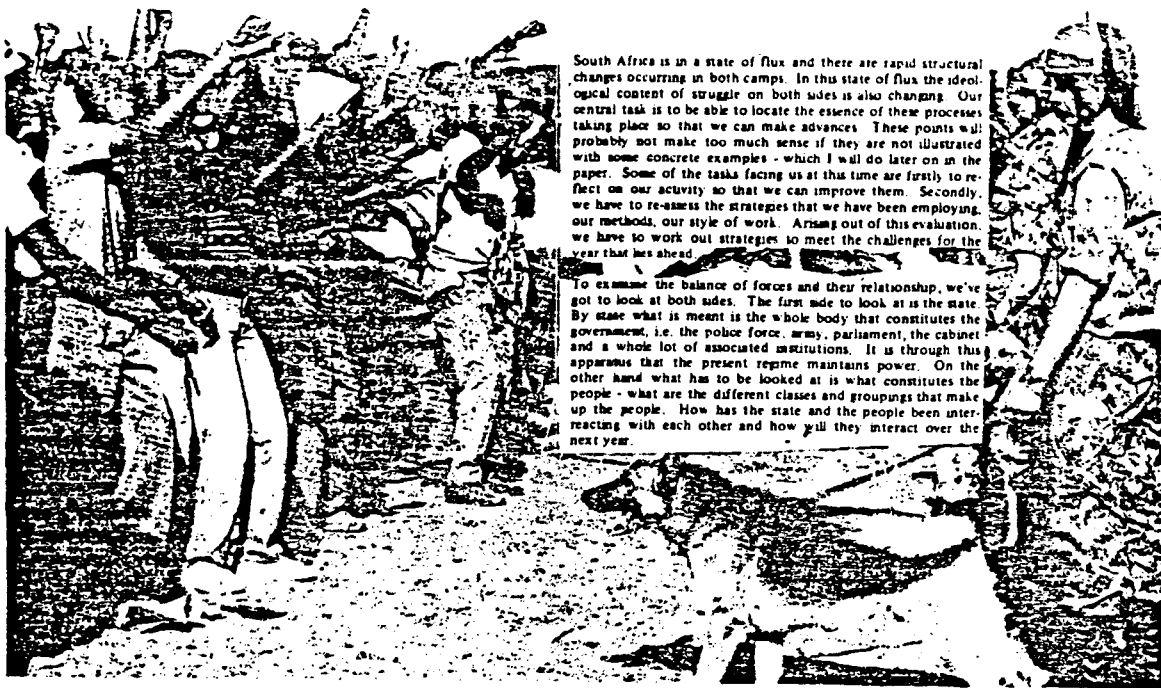 South Africa is in a state of flux and there are rapid structural
changes occurring in both camps. In this state of flux the ideol-
ogical content of struggle on both sides is also changing. Our
central task is to be able to locate the essence of these processes
taking place so that we can make advances. These points will
probably not make too much sense if they are not illustrated
with some concrete examples - which I will do later on in the
paper. Some of the tasks facing us at this time are firstly to re-
flect on our activity so that we can improve them. Secondly,
we have to re-assess the strategies that we have been employing,
our methods, our style of work. Arising out of this evaluation,
we have to work out strategies to meet the challenges for the
year that lies ahead.
To examine the balance of forces and their relationship, we've
got to look at both sides. The first side to look at is the state.
By state what is meant is the whole body that constitutes the
government, i.e. the police force, army, parliament, the cabinet
and a whole lot of associated institutions. It is through this
apparatus that the present regime maintains power. On the
other hand what has to be looked at is what constitutes the
people - what are the different classes and groupings that make
up the people. How has the state and the people been inter-
reacting with each other and how will they interact over the
next year.